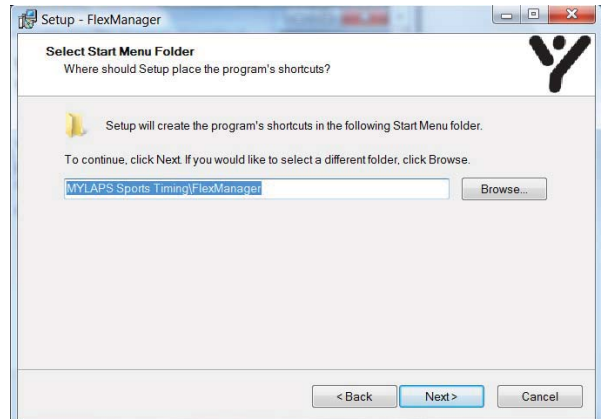 Setup - FlexManager
Select Start Menu Folder
Where should Setup place the program's shortcuts?
Setup will create the program's shortcuts in the following Start Menu folder.
To continue, click Next. If you would like to select a different folder, click Browse.
MYLAPS Sports Timing\FlexManager
Browse...
< Back
Next >
Cancel